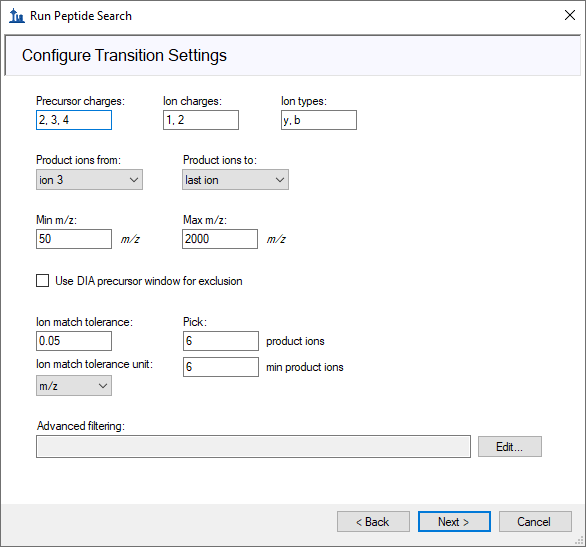 Run Peptide Search
Configure Transition Settings
Precursor charges: Ion charges: Ion types:
2, 3, 4 1, 2 y, b
Product ions from: Product ions to:
ion 3 last ion
Min m/z: Max m/z:
50 m/z 2000 m/z
Use DIA precursor window for exclusion
Ion match tolerance: Pick:
0.05 6 product ions
Ion match tolerance unit: 6 min product ions
m/z
Advanced filtering:
Edit...
< Back Next > Cancel